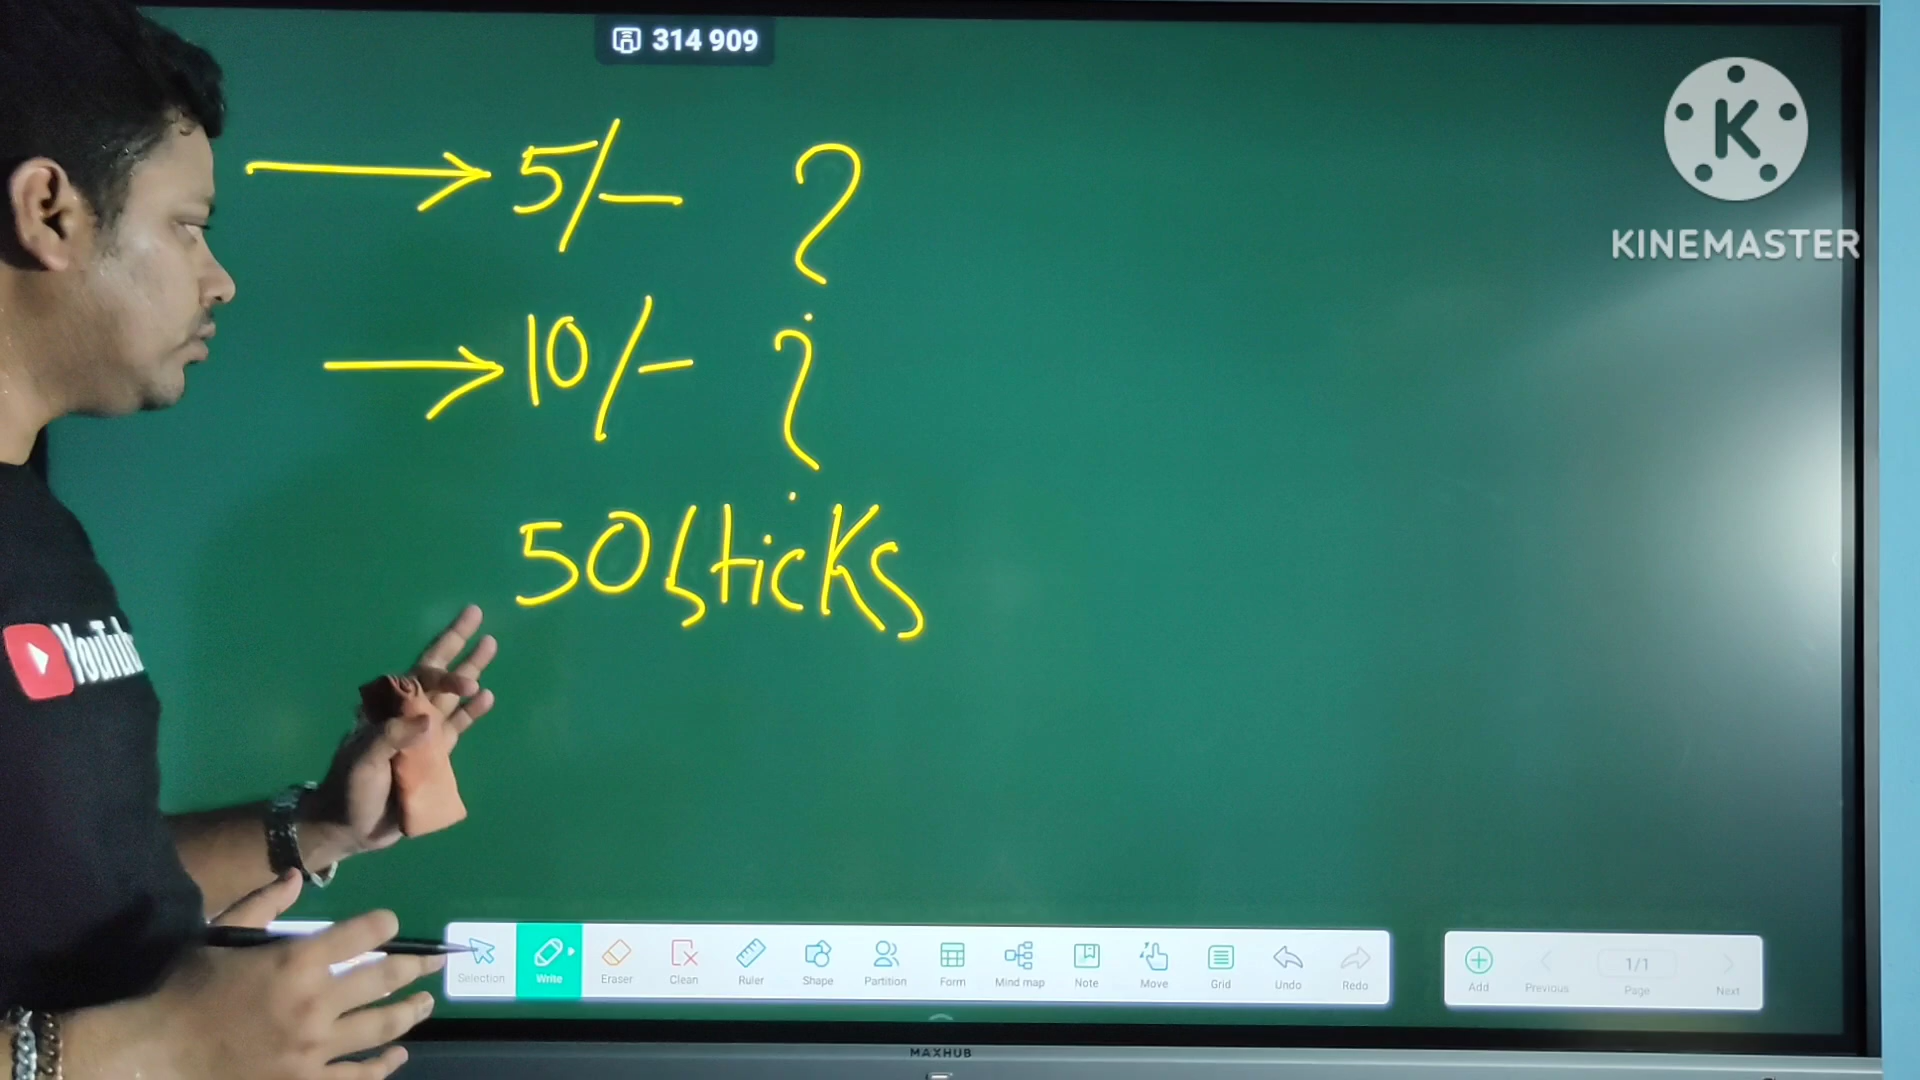 314 909
5/- ?
10/- ?
50 sticks
KINEMASTER
YouTube
Selection
Write
Eraser
Clean
Ruler
Shape
Partition
Form
Mind map
Note
Move
Grid
Undo
Redo
Add
Previous
1/1
Page
Next
MAXHUB